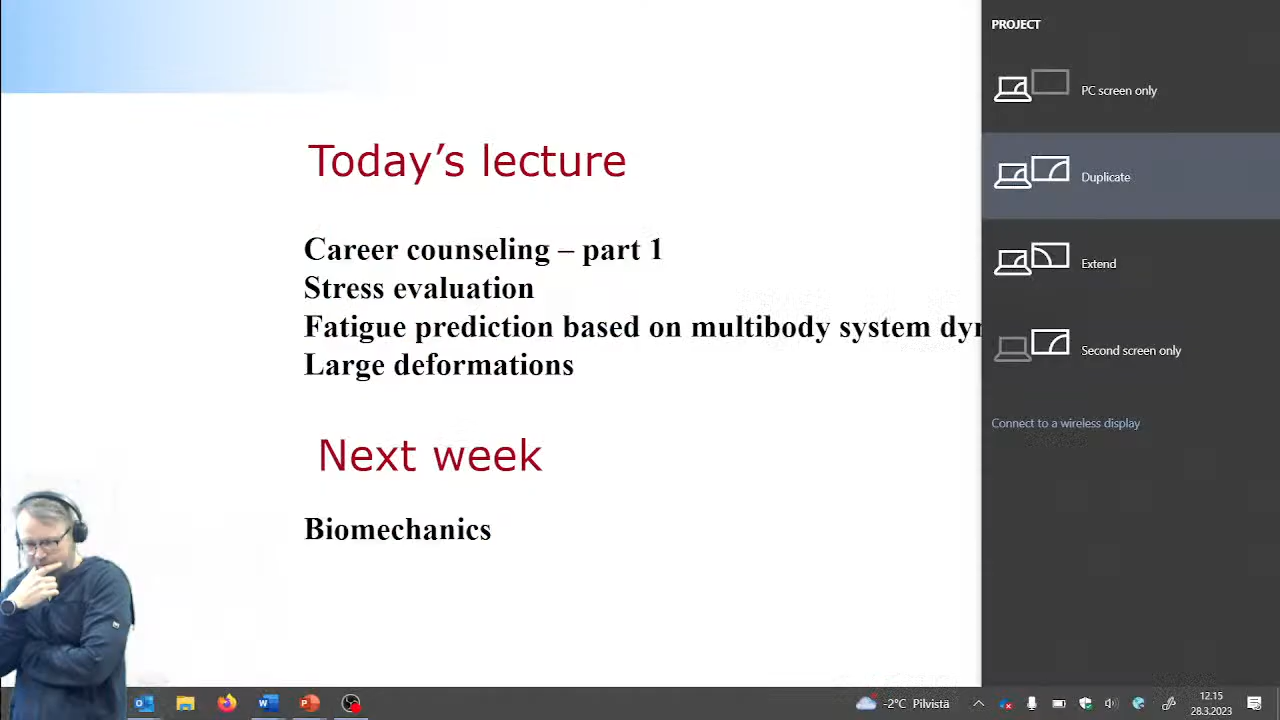 Today's lecture
Career counseling – part 1
Stress evaluation
Fatigue prediction based on multibody system
Large deformations
Next week
Biomechanics
PROJECT
PC screen only
Duplicate
Extend
Second screen only
Connect to a wireless display
-2°C Pilvistä
12.15
28.3.2023